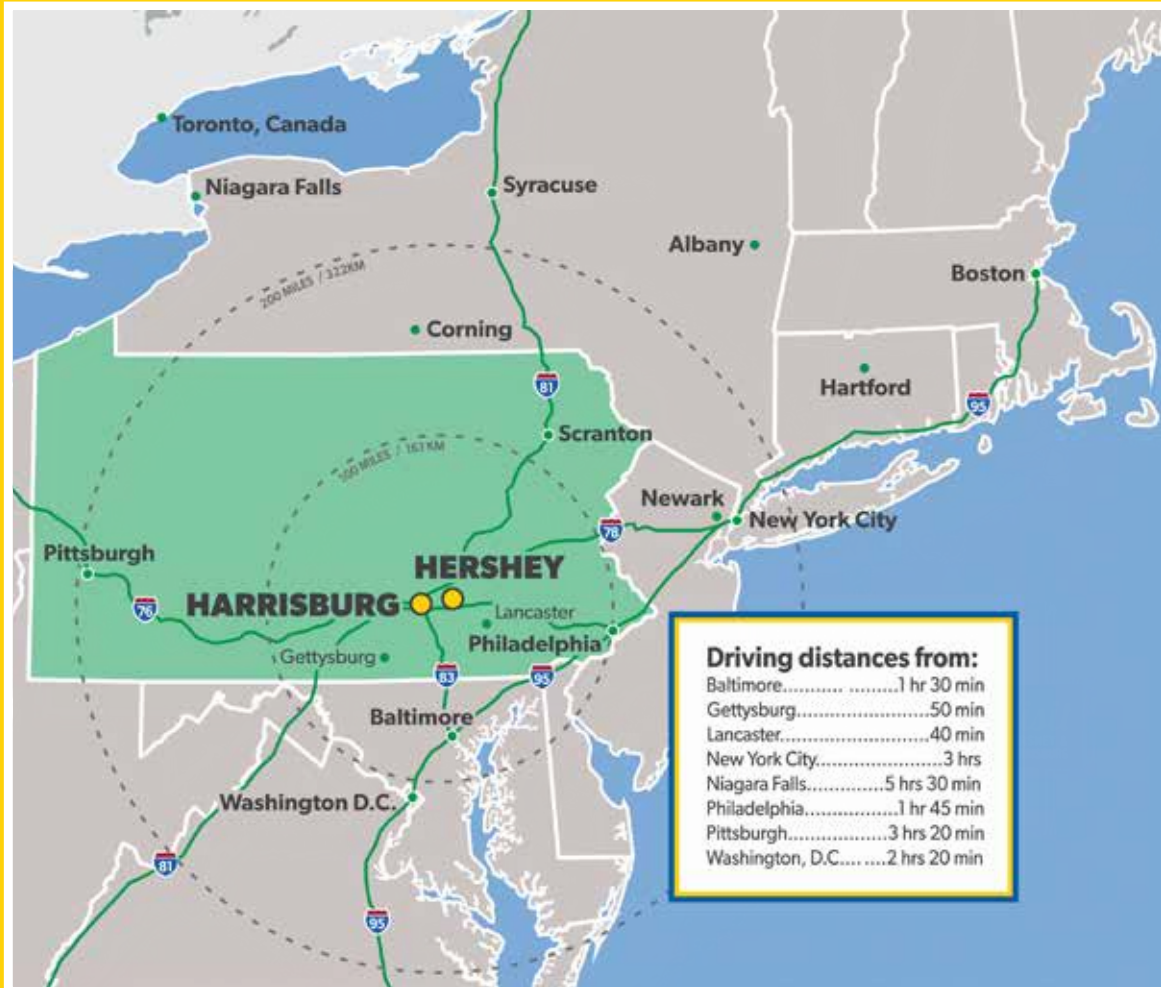 Toronto, Canada
Niagara Falls
Syracuse
Albany
Boston
200 MILES / 322KM
Corning
81
Hartford
95
Scranton
100 MILES / 161KM
Newark
New York City
78
Pittsburgh
HERSHEY
76
HARRISBURG
Lancaster
Philadelphia
Gettysburg
83
95
Baltimore
Washington D.C.
81
95
Driving distances from:
Baltimore........... .........1 hr 30 min
Gettysburg.........................50 min
Lancaster............................40 min
New York City.......................3 hrs
Niagara Falls..............5 hrs 30 min
Philadelphia.................1 hr 45 min
Pittsburgh...................3 hrs 20 min
Washington, D.C.... .....2 hrs 20 min